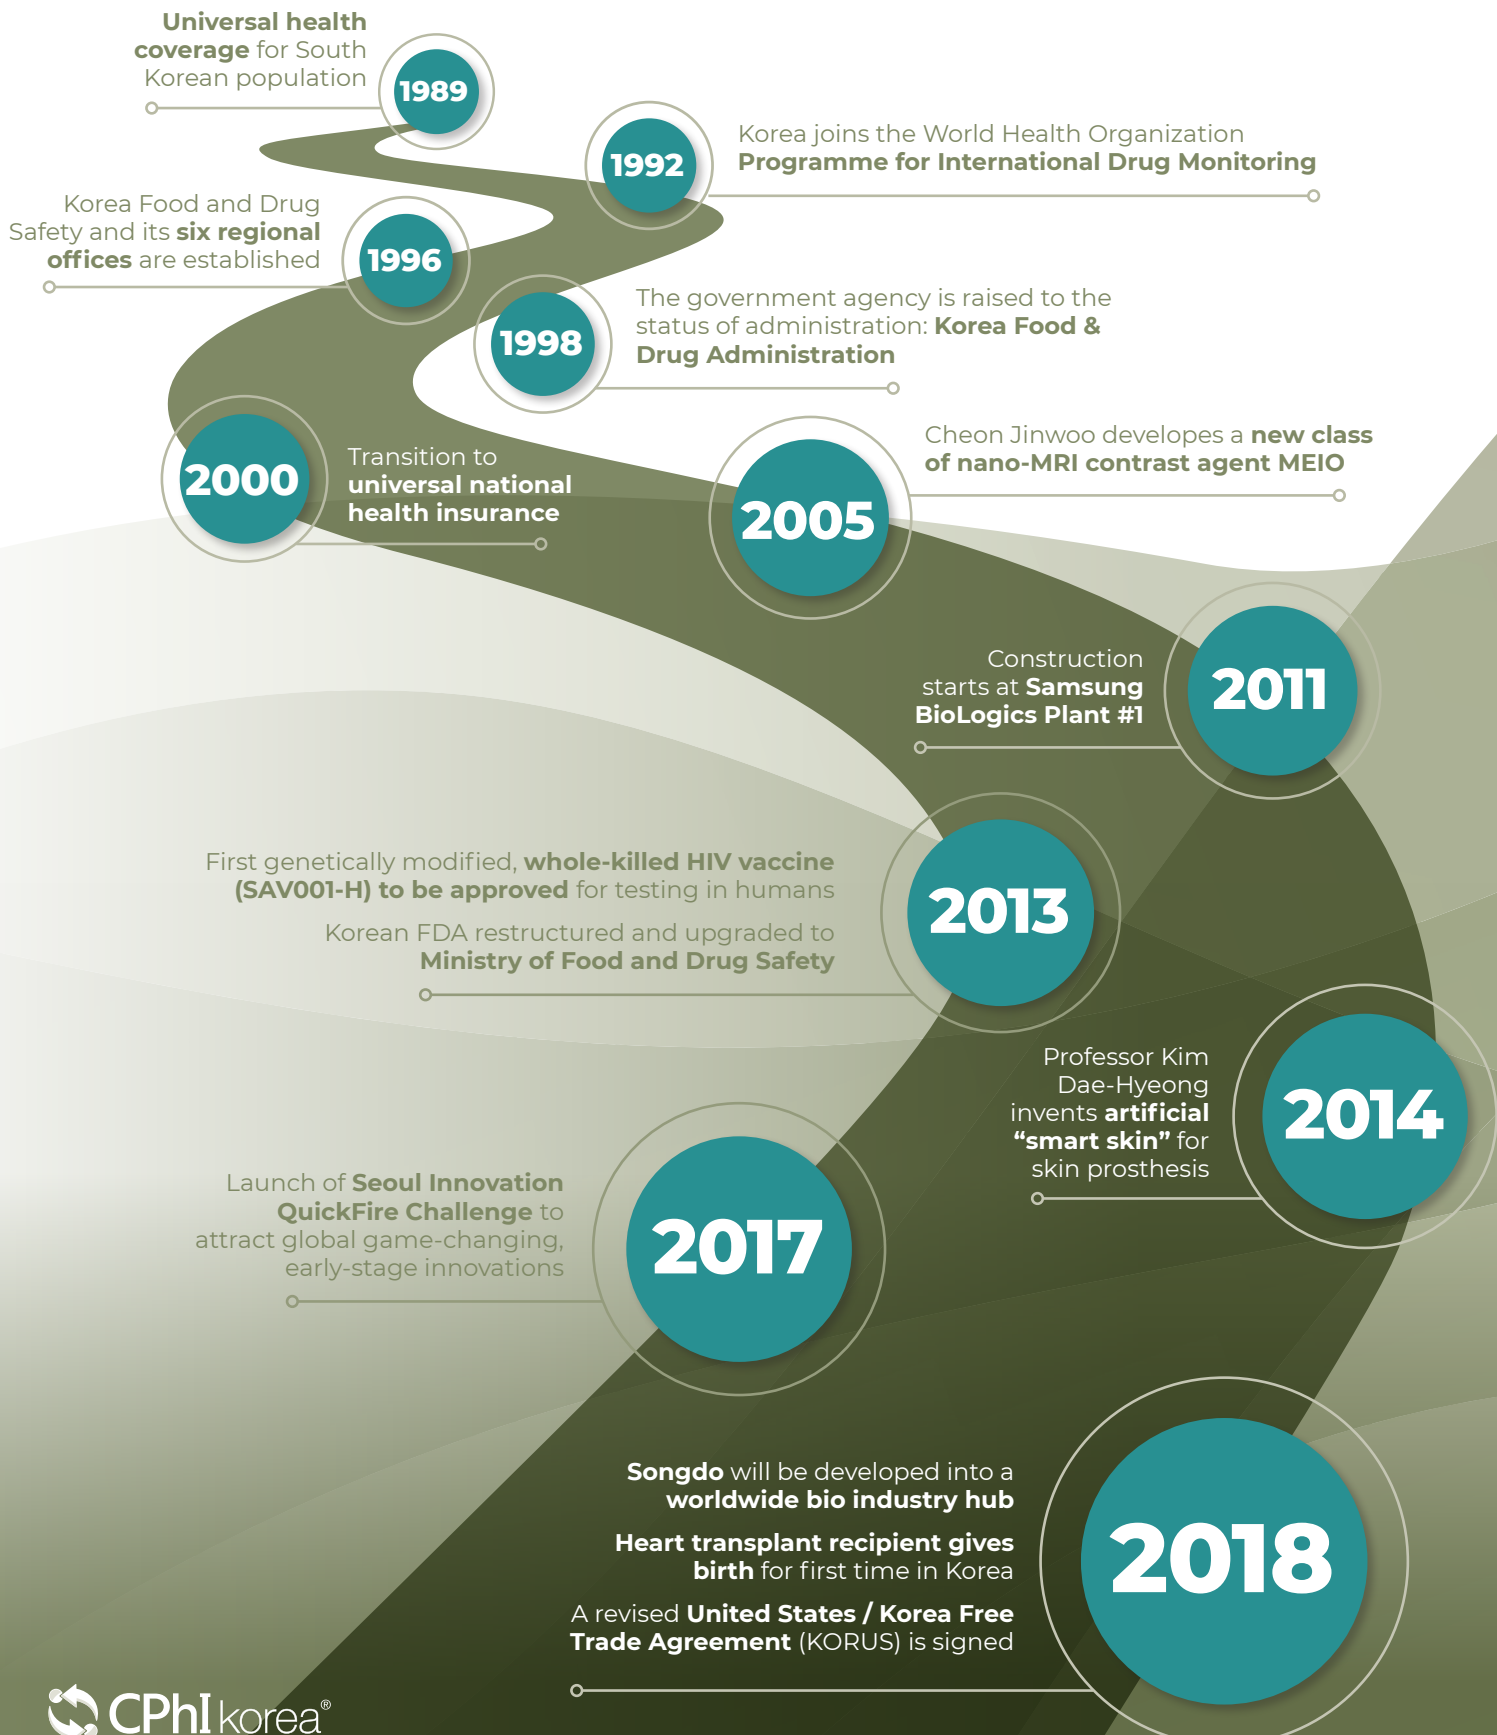 Universal health
coverage for South
Korean population
1989
1992
Korea joins the World Health Organization
Programme for International Drug Monitoring
Korea Food and Drug
Safety and its six regional
offices are established
1996
1998
The government agency is raised to the
status of administration: Korea Food &
Drug Administration
2000
Transition to
universal national
health insurance
2005
Cheon Jinwoo developes a new class
of nano-MRI contrast agent MEIO
Construction
starts at Samsung
BioLogics Plant #1
2011
First genetically modified, whole-killed HIV vaccine
(SAV001-H) to be approved for testing in humans
Korean FDA restructured and upgraded to
Ministry of Food and Drug Safety
2013
Professor Kim
Dae-Hyeong
invents artificial
“smart skin” for
skin prosthesis
2014
Launch of Seoul Innovation
QuickFire Challenge to
attract global game-changing,
early-stage innovations
2017
Songdo will be developed into a
worldwide bio industry hub
Heart transplant recipient gives
birth for first time in Korea
A revised United States / Korea Free
Trade Agreement (KORUS) is signed
2018
CPhI korea®